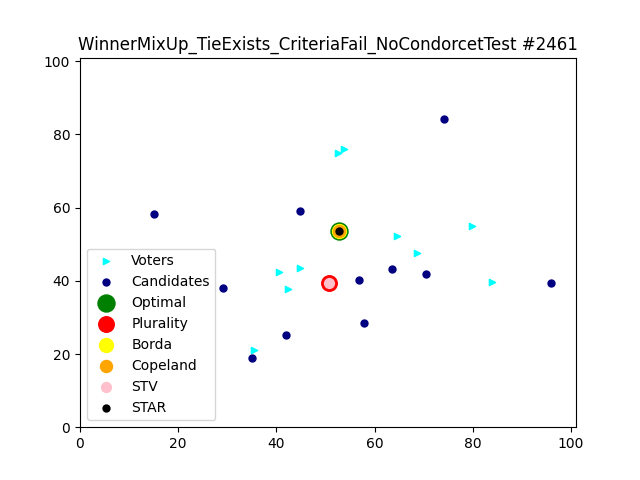 WinnerMixUp_TieExists_CriteriaFail_NoCondorcetTest #2461
100
80
60
40
20
0
Voters
Candidates
Optimal
Plurality
Borda
Copeland
STV
STAR
0 20 40 60 80 100